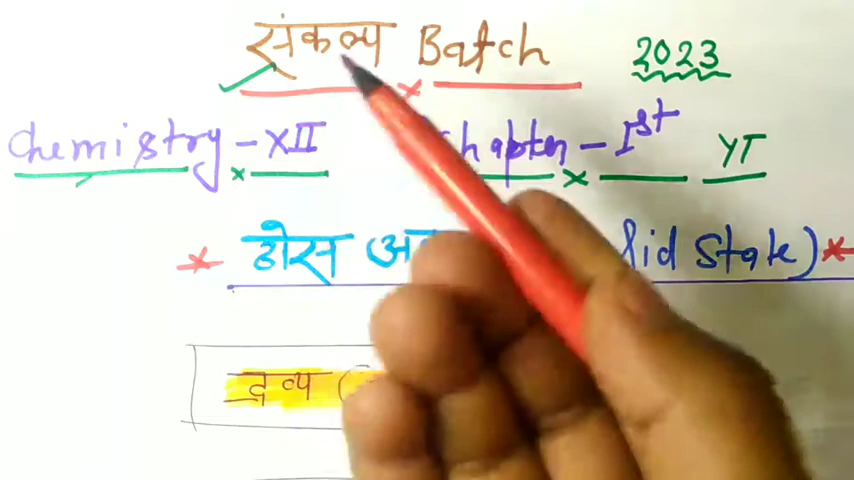 संकल्प Batch 2023
Chemistry - XII Chapter - Ist YT
ठोस lid State)
द्रव्य (